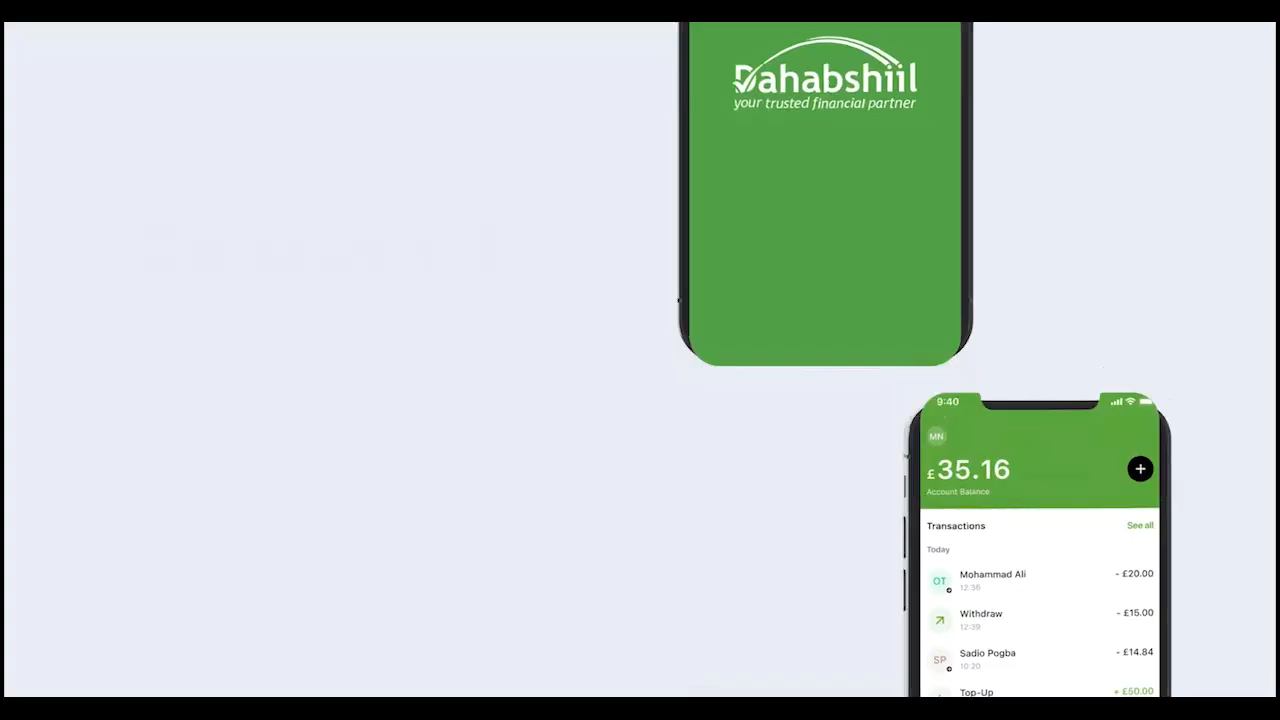 Dahabshiil
your trusted financial partner
9:40
MN
£35.16
Account Balance
Transactions
See all
Today
OT
Mohammad Ali
- £20.00
12:36
Withdraw
- £15.00
12:39
SP
Sadio Pogba
- £14.84
10:20
Top-Up
+ £50.00